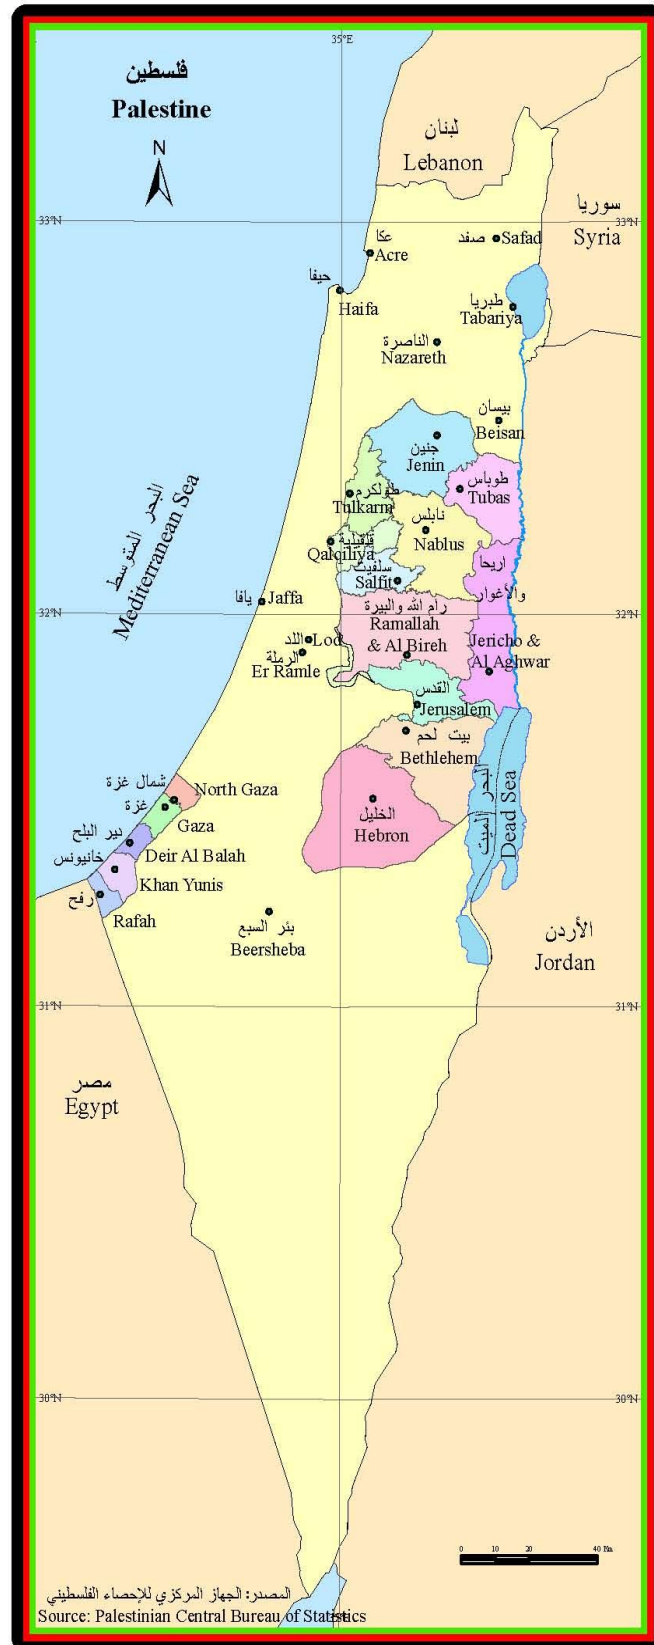 35°E
فلسطين
Palestine
N
لبنان
Lebanon
33°N
33°N
سوريا
Syria
عكا
Acre
صفد
Safad
حيفا
Haifa
طبريا
Tabariya
الناصرة
Nazareth
بيسان
Beisan
جنين
Jenin
طوباس
Tubas
طولكرم
Tulkarm
نابلس
Nablus
قلقيلية
Qalqiliya
سلفيت
Salfit
اريحا
والأغوار
Jericho &
Al Aghwar
البحر المتوسط
Mediterranean Sea
يافا
Jaffa
32°N
32°N
رام الله والبيرة
Ramallah
& Al Bireh
اللد
Lod
الرملة
Er Ramle
القدس
Jerusalem
بيت لحم
Bethlehem
البحر الميت
Dead Sea
شمال غزة
North Gaza
غزة
Gaza
الخليل
Hebron
دير البلح
Deir Al Balah
خانيونس
Khan Yunis
رفح
Rafah
بئر السبع
Beersheba
الأردن
Jordan
31°N
31°N
مصر
Egypt
30°N
30°N
0 10 20 40 Km
المصدر: الجهاز المركزي للإحصاء الفلسطيني
Source: Palestinian Central Bureau of Statistics